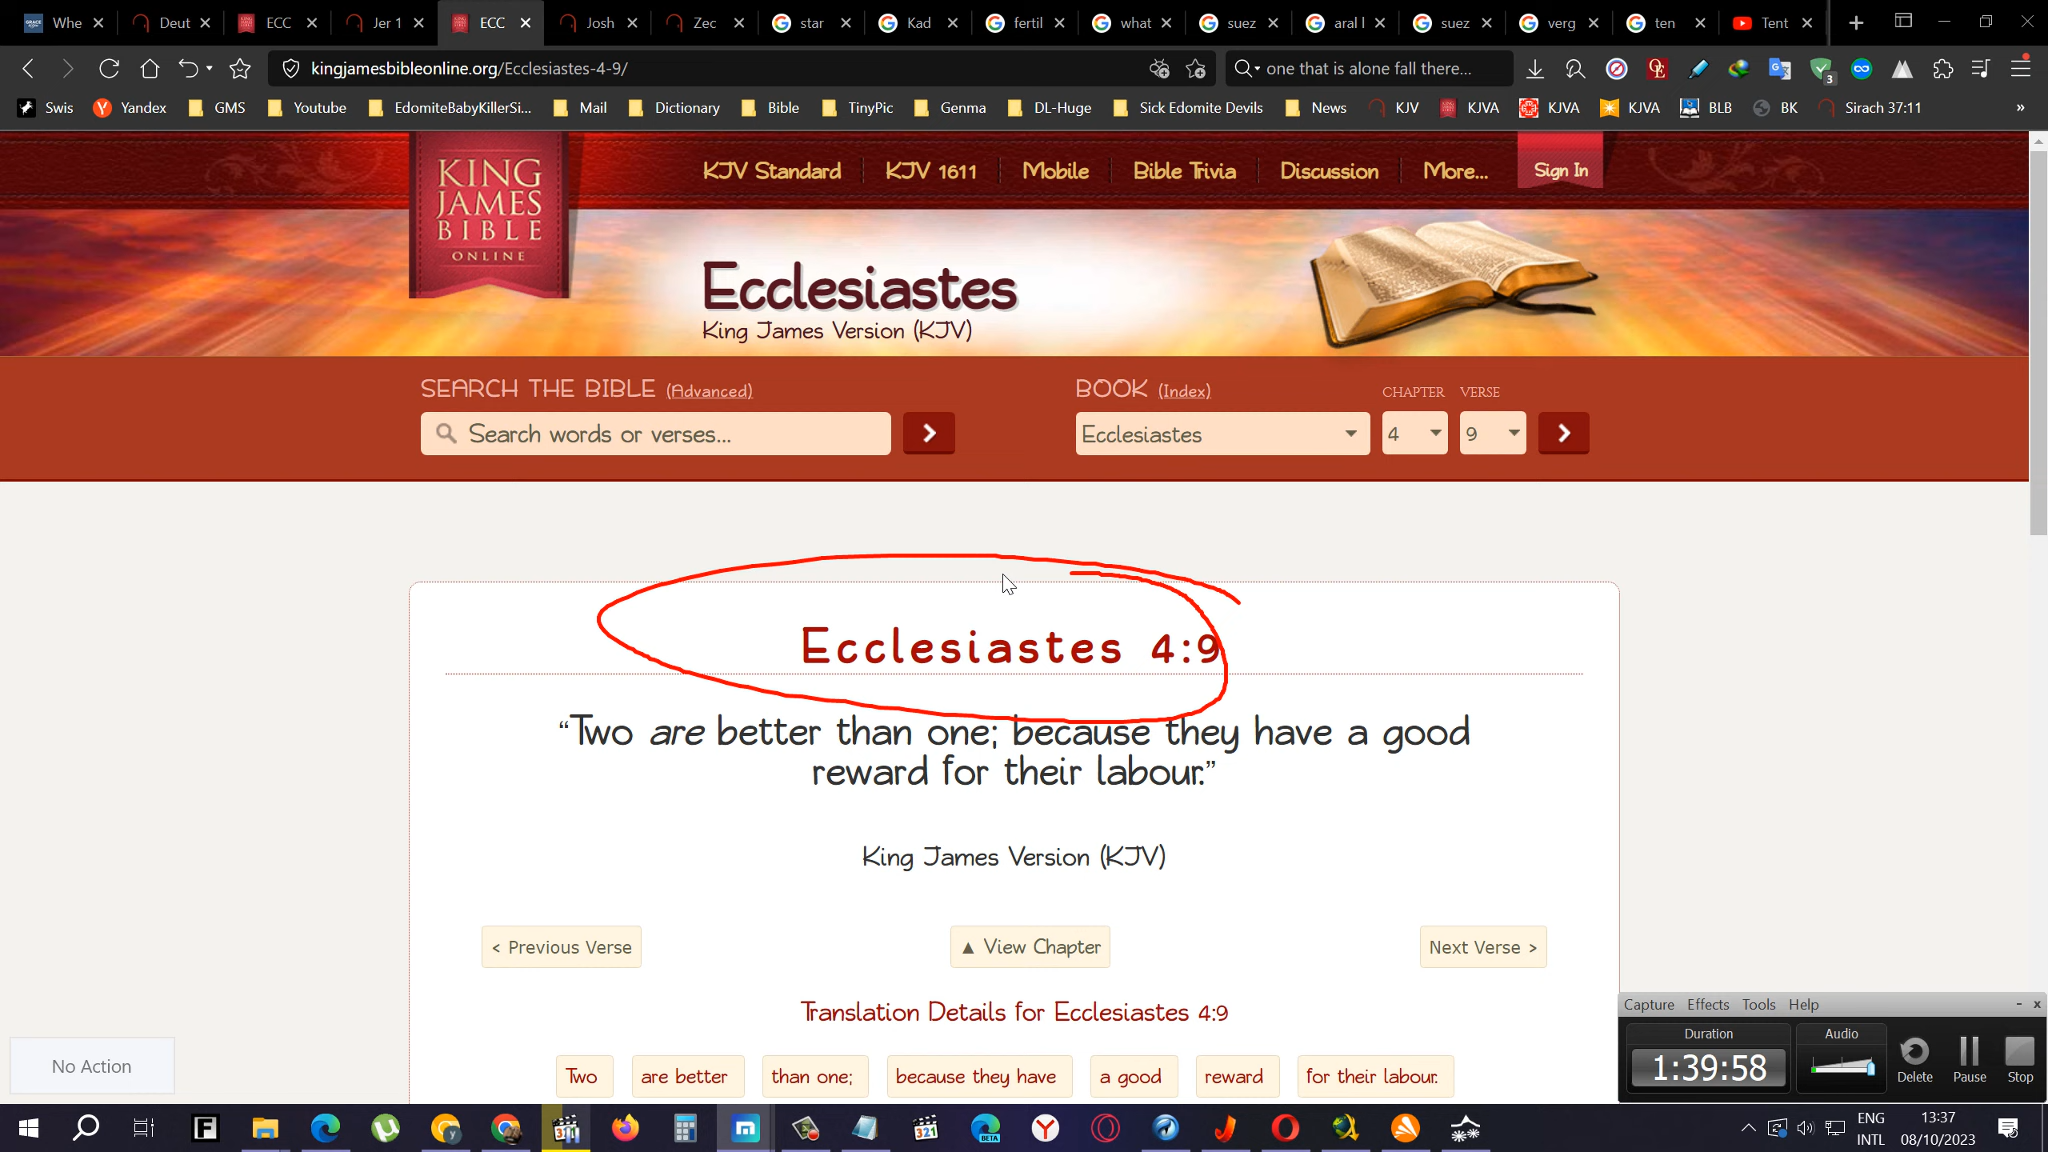 Whe
Deut
ECC
Jer 1
ECC
Josh
Zec
star
Kad
fertil
what
suez
aral l
suez
verg
ten
Tent
kingjamesbibleonline.org/Ecclesiastes-4-9/
one that is alone fall there...
3
Swis
Yandex
GMS
Youtube
EdomiteBabyKillerSi...
Mail
Dictionary
Bible
TinyPic
Genma
DL-Huge
Sick Edomite Devils
News
KJV
KJVA
KJVA
KJVA
BLB
BK
Sirach 37:11
»
KING
JAMES
BIBLE
ONLINE
KJV Standard
KJV 1611
Mobile
Bible Trivia
Discussion
More...
Sign In
Ecclesiastes
King James Version (KJV)
SEARCH THE BIBLE (Advanced)
Search words or verses...
BOOK (Index)
CHAPTER
VERSE
Ecclesiastes
4
9
Ecclesiastes 4:9
“Two are better than one; because they have a good
reward for their labour.”
King James Version (KJV)
< Previous Verse
▲ View Chapter
Next Verse >
Translation Details for Ecclesiastes 4:9
Two
are better
than one;
because they have
a good
reward
for their labour.
No Action
Capture
Effects
Tools
Help
Duration
1:39:58
Audio
Delete
Pause
Stop
321
BETA
ENG
INTL
13:37
08/10/2023